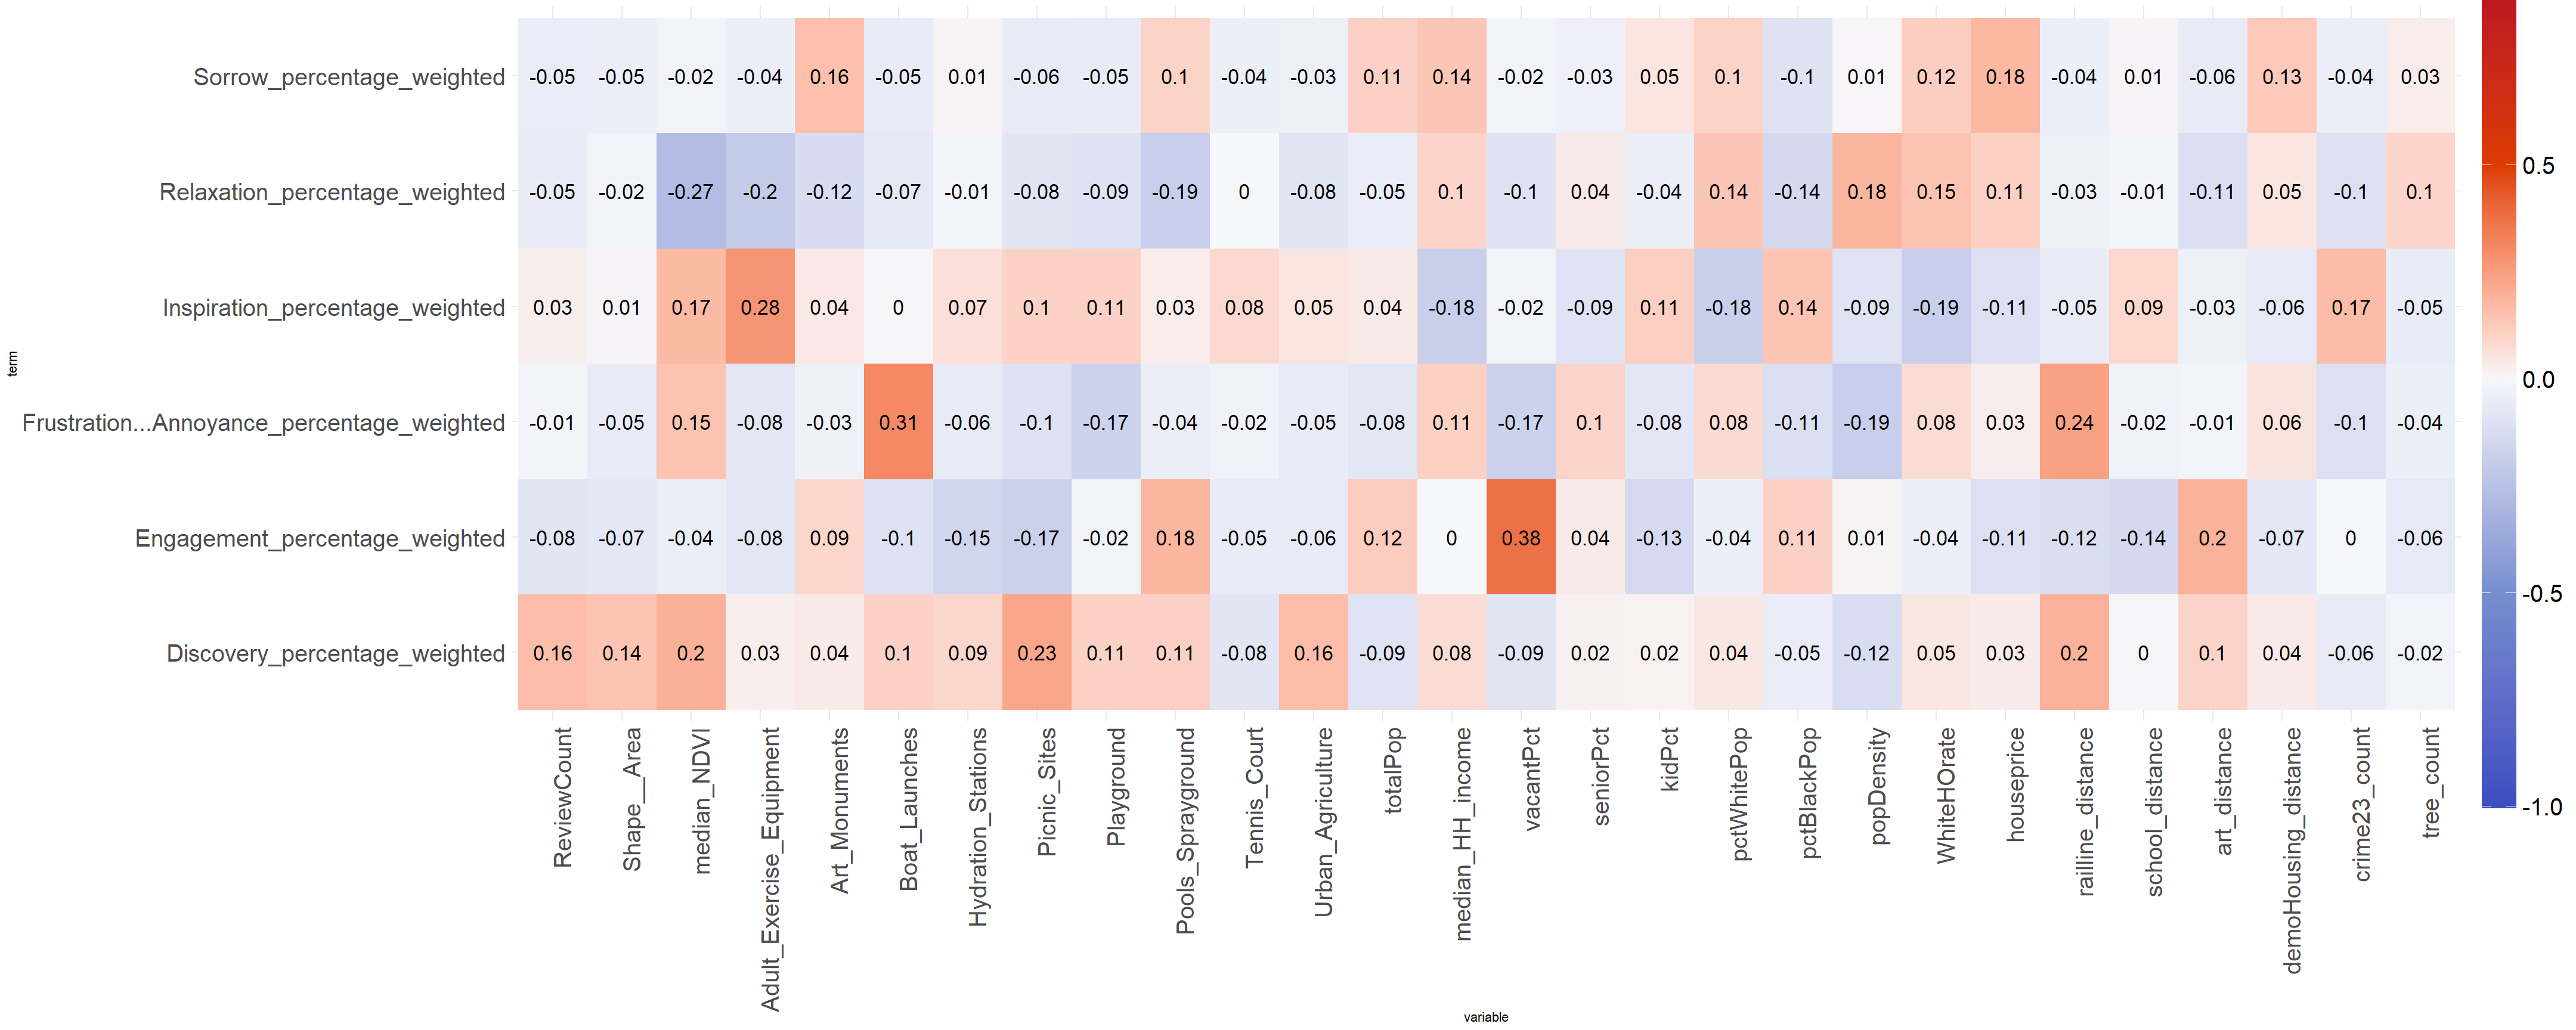 Sorrow_percentage_weighted -0.05 -0.05 -0.02 -0.04 0.16 -0.05 0.01 -0.06 -0.05 0.1 -0.04 -0.03 0.11 0.14 -0.02 -0.03 0.05 0.1 -0.1 0.01 0.12 0.18 -0.04 0.01 -0.06 0.13 -0.04 0.03
Relaxation_percentage_weighted -0.05 -0.02 -0.27 -0.2 -0.12 -0.07 -0.01 -0.08 -0.09 -0.19 0 -0.08 -0.05 0.1 -0.1 0.04 -0.04 0.14 -0.14 0.18 0.15 0.11 -0.03 -0.01 -0.11 0.05 -0.1 0.1
Inspiration_percentage_weighted 0.03 0.01 0.17 0.28 0.04 0 0.07 0.1 0.11 0.03 0.08 0.05 0.04 -0.18 -0.02 -0.09 0.11 -0.18 0.14 -0.09 -0.19 -0.11 -0.05 0.09 -0.03 -0.06 0.17 -0.05
Frustration...Annoyance_percentage_weighted -0.01 -0.05 0.15 -0.08 -0.03 0.31 -0.06 -0.1 -0.17 -0.04 -0.02 -0.05 -0.08 0.11 -0.17 0.1 -0.08 0.08 -0.11 -0.19 0.08 0.03 0.24 -0.02 -0.01 0.06 -0.1 -0.04
Engagement_percentage_weighted -0.08 -0.07 -0.04 -0.08 0.09 -0.1 -0.15 -0.17 -0.02 0.18 -0.05 -0.06 0.12 0 0.38 0.04 -0.13 -0.04 0.11 0.01 -0.04 -0.11 -0.12 -0.14 0.2 -0.07 0 -0.06
Discovery_percentage_weighted 0.16 0.14 0.2 0.03 0.04 0.1 0.09 0.23 0.11 0.11 -0.08 0.16 -0.09 0.08 -0.09 0.02 0.02 0.04 -0.05 -0.12 0.05 0.03 0.2 0 0.1 0.04 -0.06 -0.02
term
ReviewCount
Shape__Area
median_NDVI
Adult_Exercise_Equipment
Art_Monuments
Boat_Launches
Hydration_Stations
Picnic_Sites
Playground
Pools_Sprayground
Tennis_Court
Urban_Agriculture
totalPop
median_HH_income
vacantPct
seniorPct
kidPct
pctWhitePop
pctBlackPop
popDensity
WhiteHOrate
houseprice
railline_distance
school_distance
art_distance
demoHousing_distance
crime23_count
tree_count
variable
0.5
0.0
-0.5
-1.0